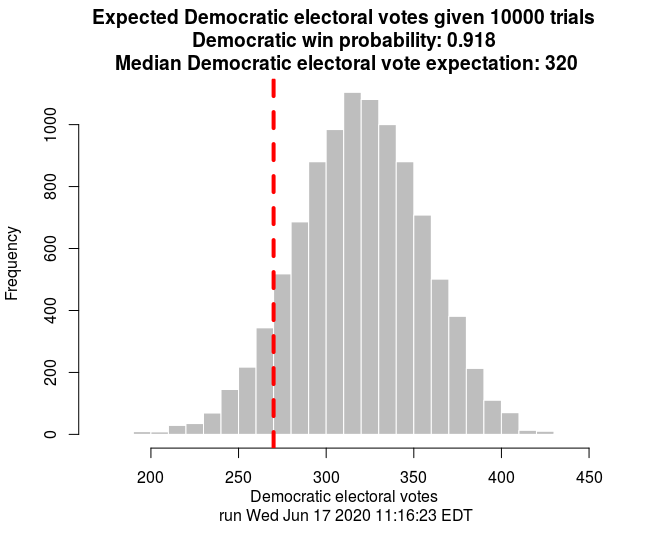 Expected Democratic electoral votes given 10000 trials
Democratic win probability: 0.918
Median Democratic electoral vote expectation: 320
1000
800
600
400
200
0
Frequency
200 250 300 350 400 450
Democratic electoral votes
run Wed Jun 17 2020 11:16:23 EDT